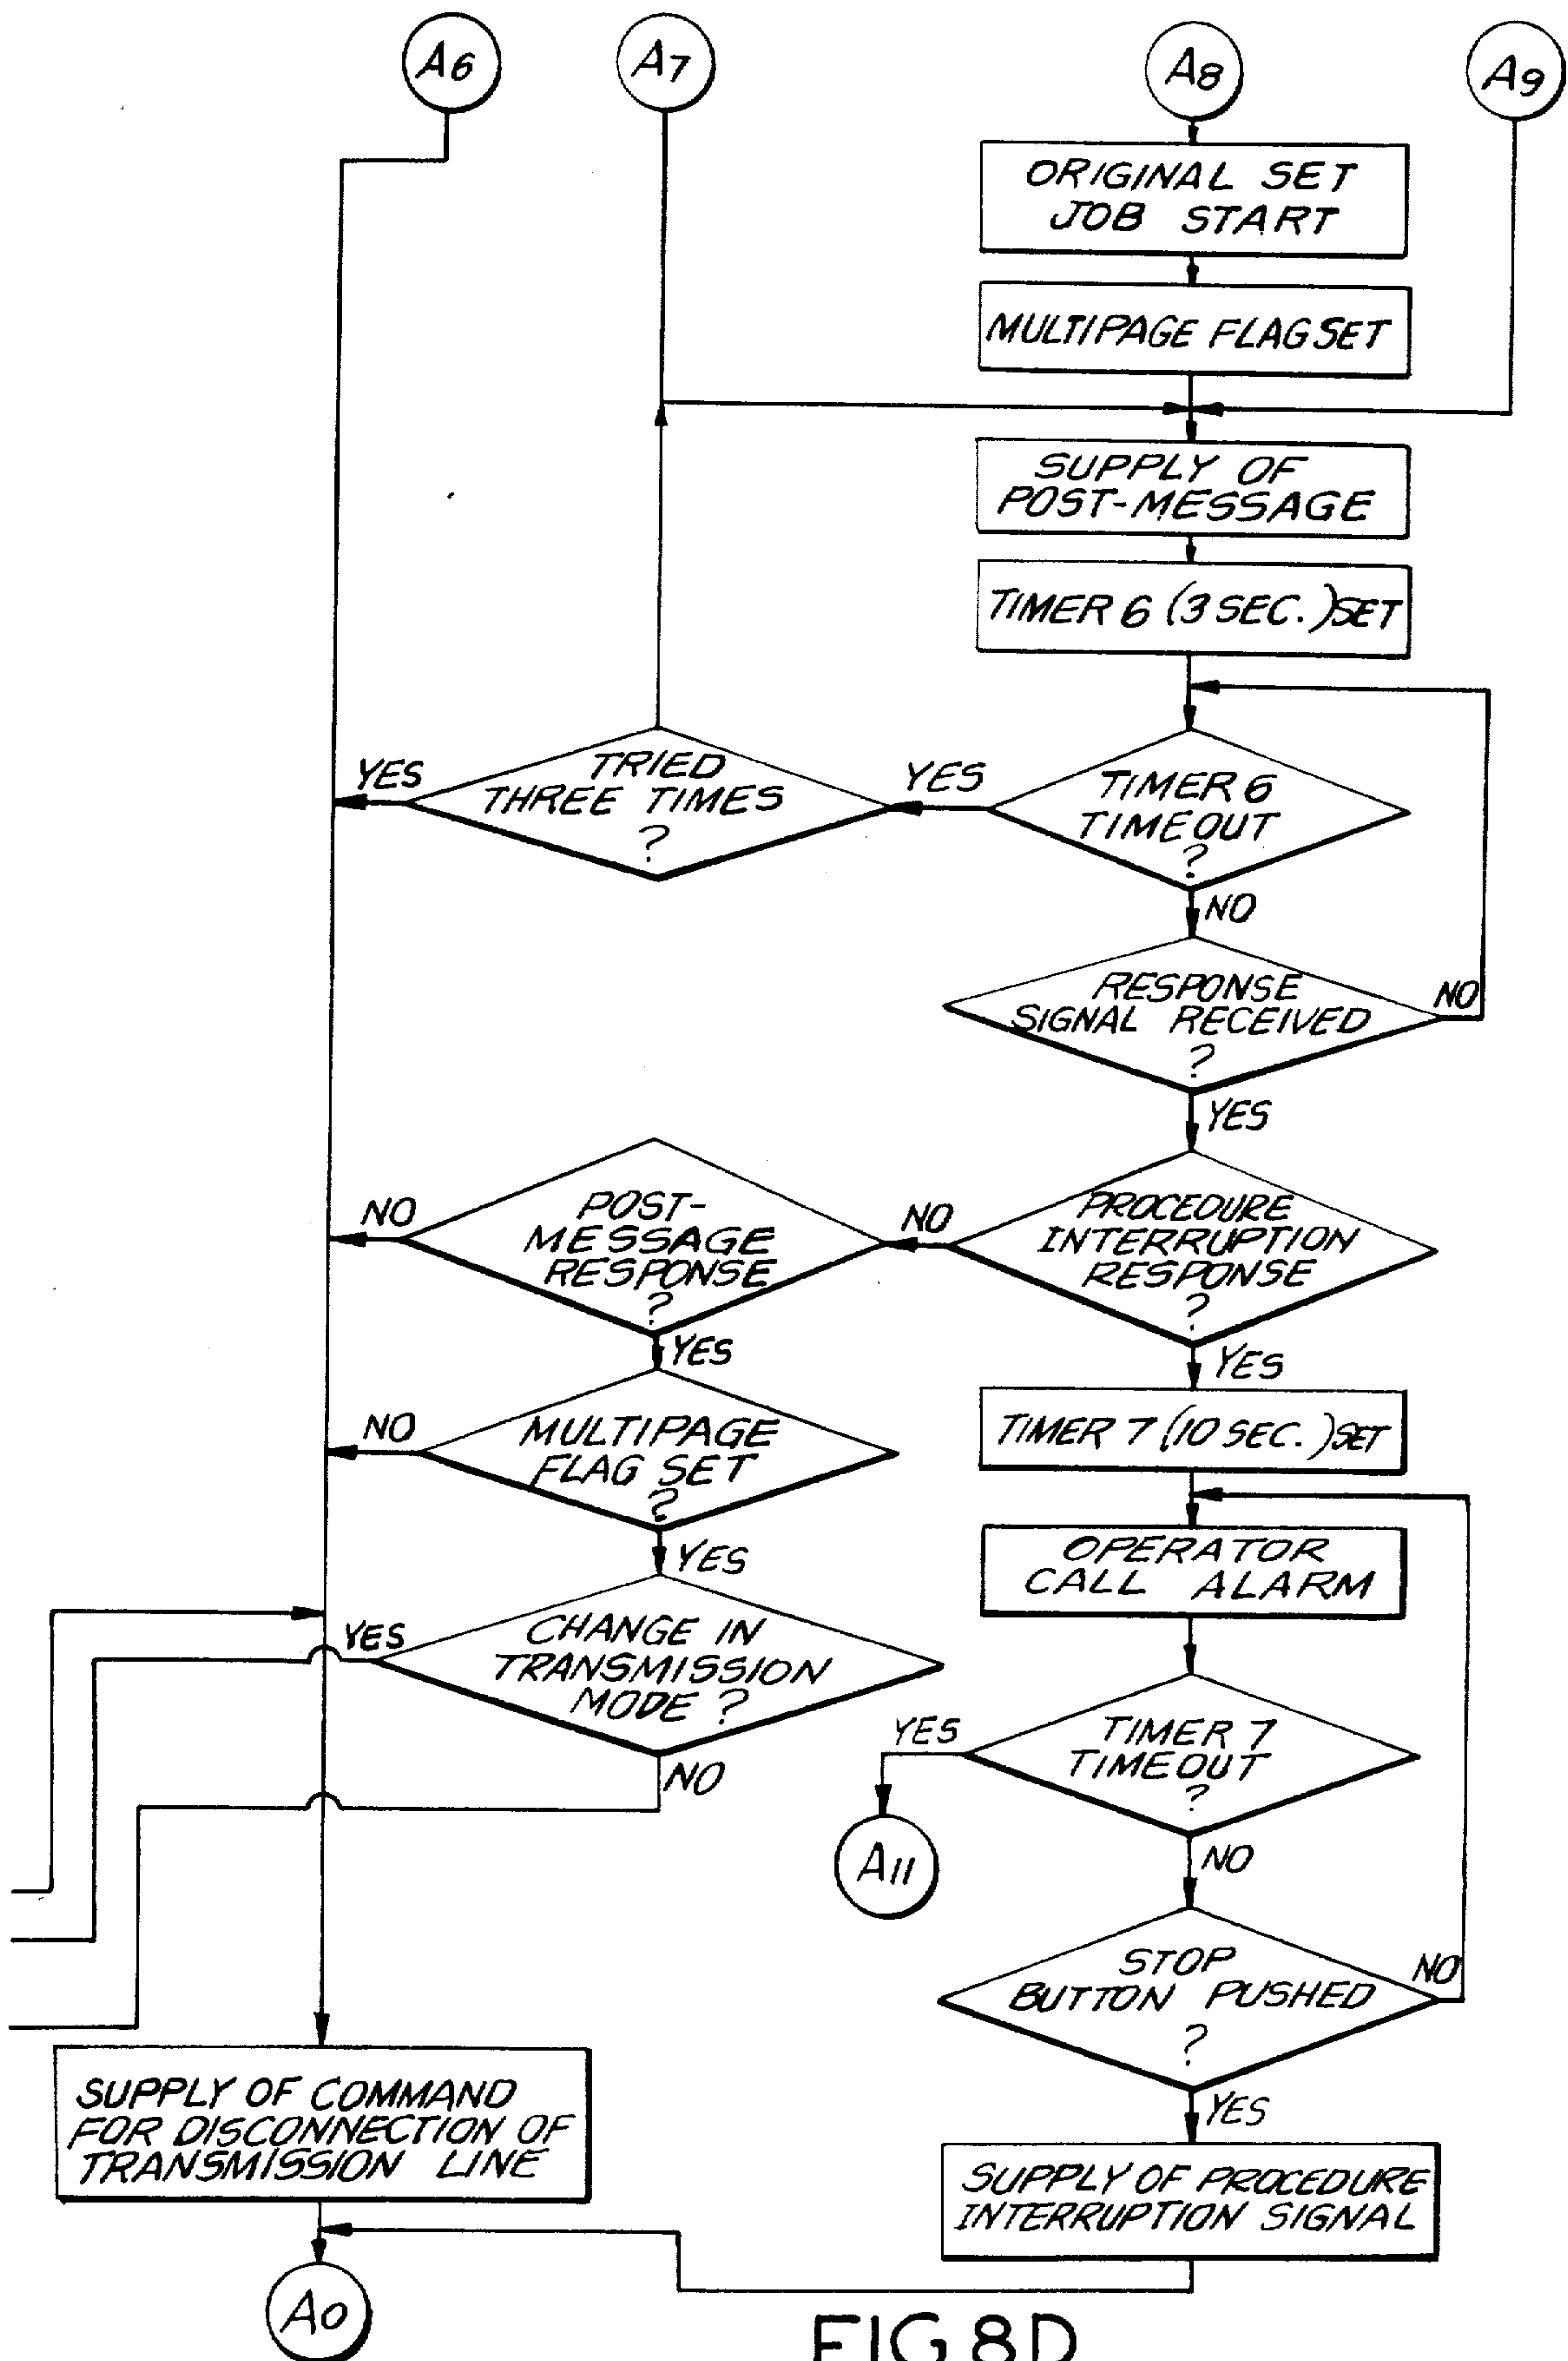 A6
A7
A8
A9
ORIGINAL SET
JOB START
MULTIPAGE FLAG SET
SUPPLY OF
POST-MESSAGE
TIMER 6 (3 SEC.) SET
YES
TRIED
THREE TIMES
?
YES
TIMER 6
TIMEOUT
?
NO
RESPONSE
SIGNAL RECEIVED
?
NO
YES
NO
POST-
MESSAGE
RESPONSE
?
NO
PROCEDURE
INTERRUPTION
RESPONSE
?
YES
YES
NO
MULTIPAGE
FLAG SET
?
TIMER 7 (10 SEC.) SET
YES
OPERATOR
CALL ALARM
YES
CHANGE IN
TRANSMISSION
MODE ?
NO
YES
TIMER 7
TIMEOUT
?
A11
NO
STOP
BUTTON PUSHED
?
NO
YES
SUPPLY OF COMMAND
FOR DISCONNECTION OF
TRANSMISSION LINE
SUPPLY OF PROCEDURE
INTERRUPTION SIGNAL
A0
FIG.8D